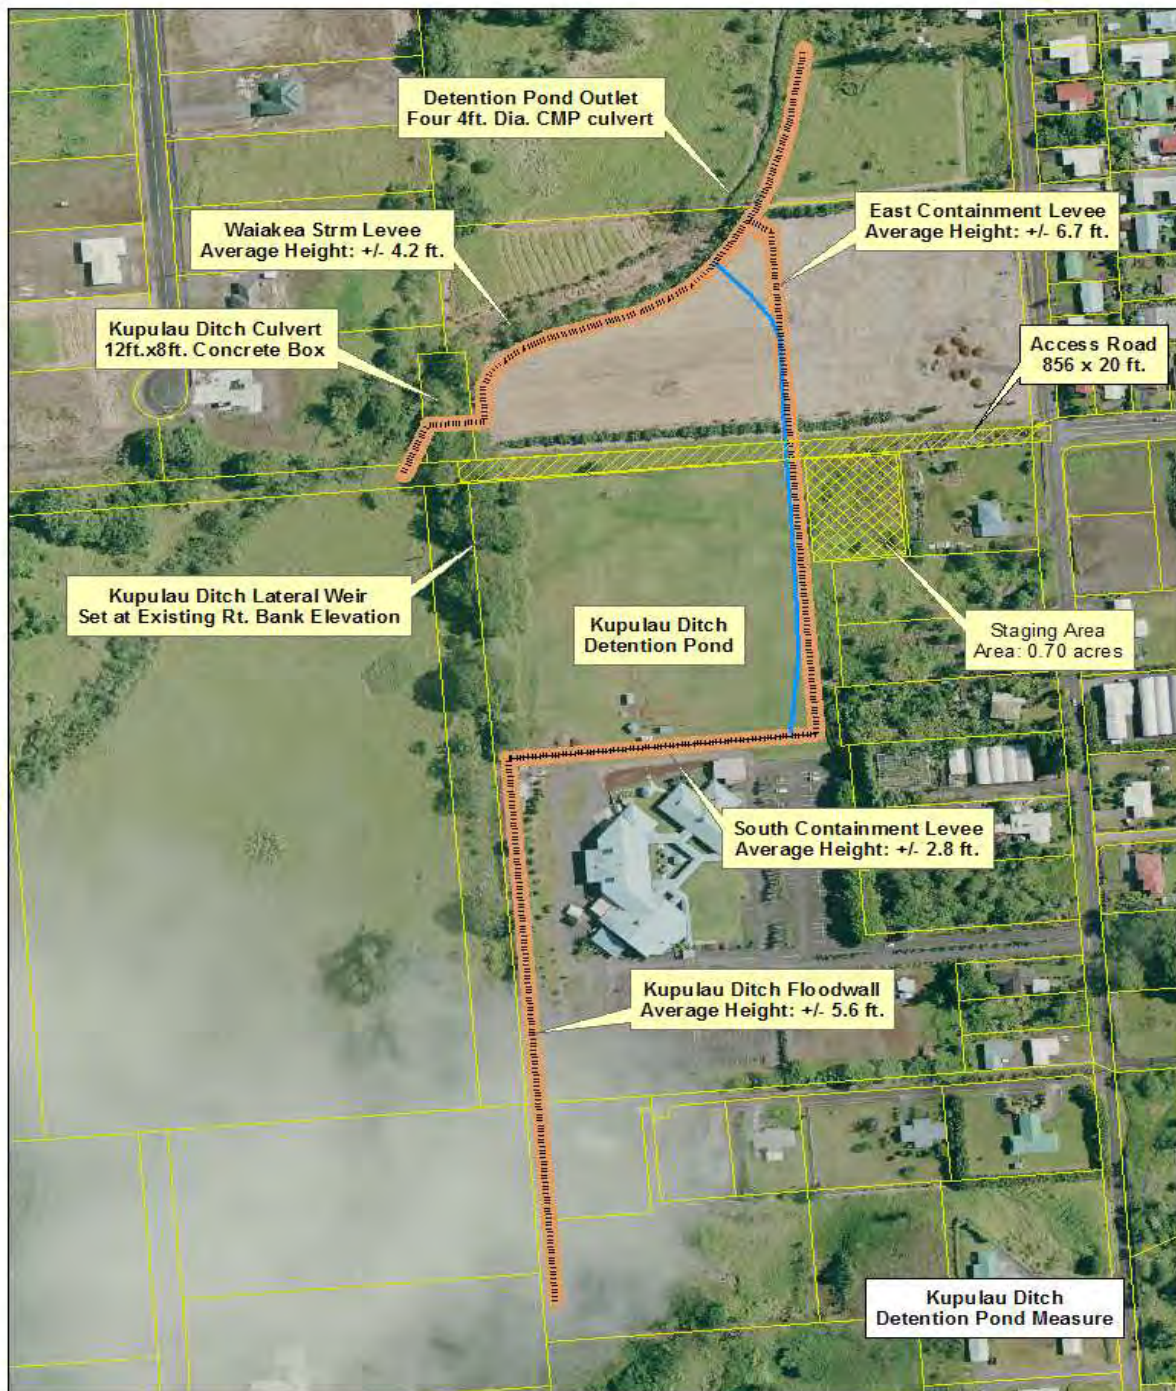 Detention Pond Outlet
Four 4ft. Dia. CMP culvert
Waiakea Strm Levee
Average Height: +/- 4.2 ft.
East Containment Levee
Average Height: +/- 6.7 ft.
Kupulau Ditch Culvert
12ft.x8ft. Concrete Box
Access Road
856 x 20 ft.
Kupulau Ditch Lateral Weir
Set at Existing Rt. Bank Elevation
Kupulau Ditch
Detention Pond
Staging Area
Area: 0.70 acres
South Containment Levee
Average Height: +/- 2.8 ft.
Kupulau Ditch Floodwall
Average Height: +/- 5.6 ft.
Kupulau Ditch
Detention Pond Measure